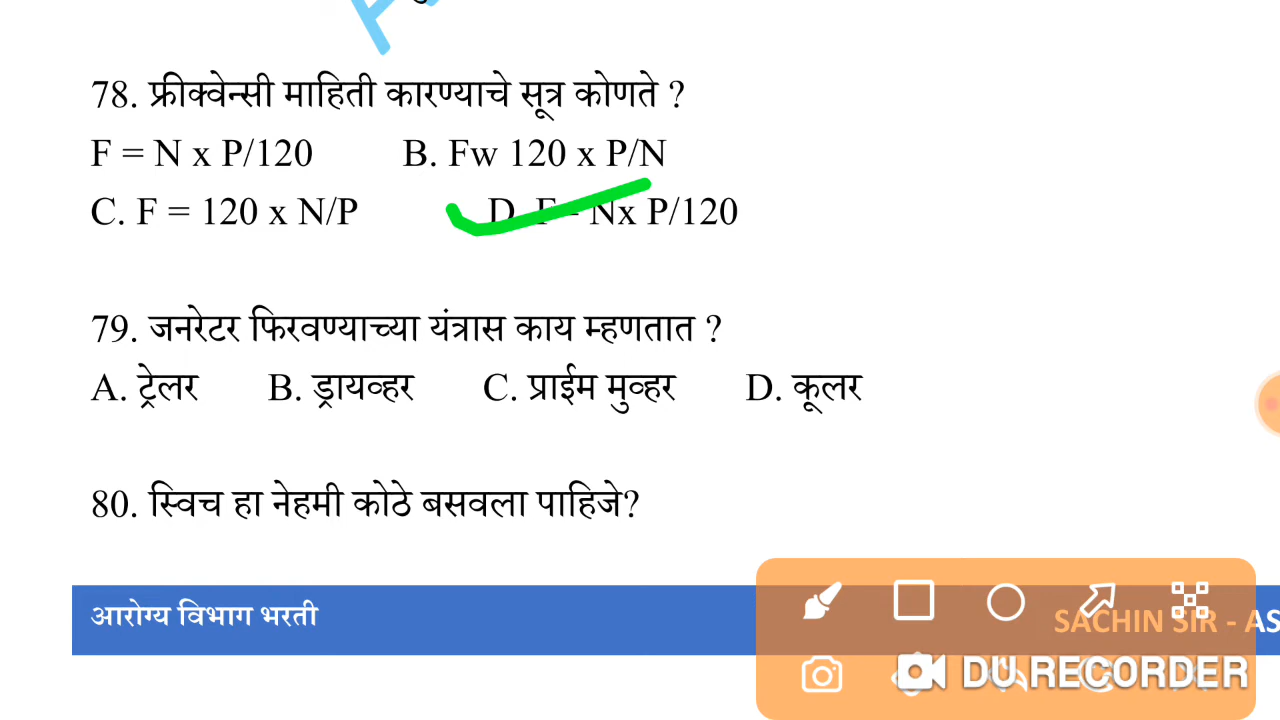 78. फ्रीक्वेन्सी माहिती कारण्याचे सूत्र कोणते ?
F = N x P/120 B. Fw 120 x P/N
C. F = 120 x N/P D. F = Nx P/120
79. जनरेटर फिरवण्याच्या यंत्रास काय म्हणतात ?
A. ट्रेलर B. ड्रायव्हर C. प्राईम मुव्हर D. कूलर
80. स्विच हा नेहमी कोठे बसवला पाहिजे?
आरोग्य विभाग भरती
SACHIN SIR - AS
DU RECORDER